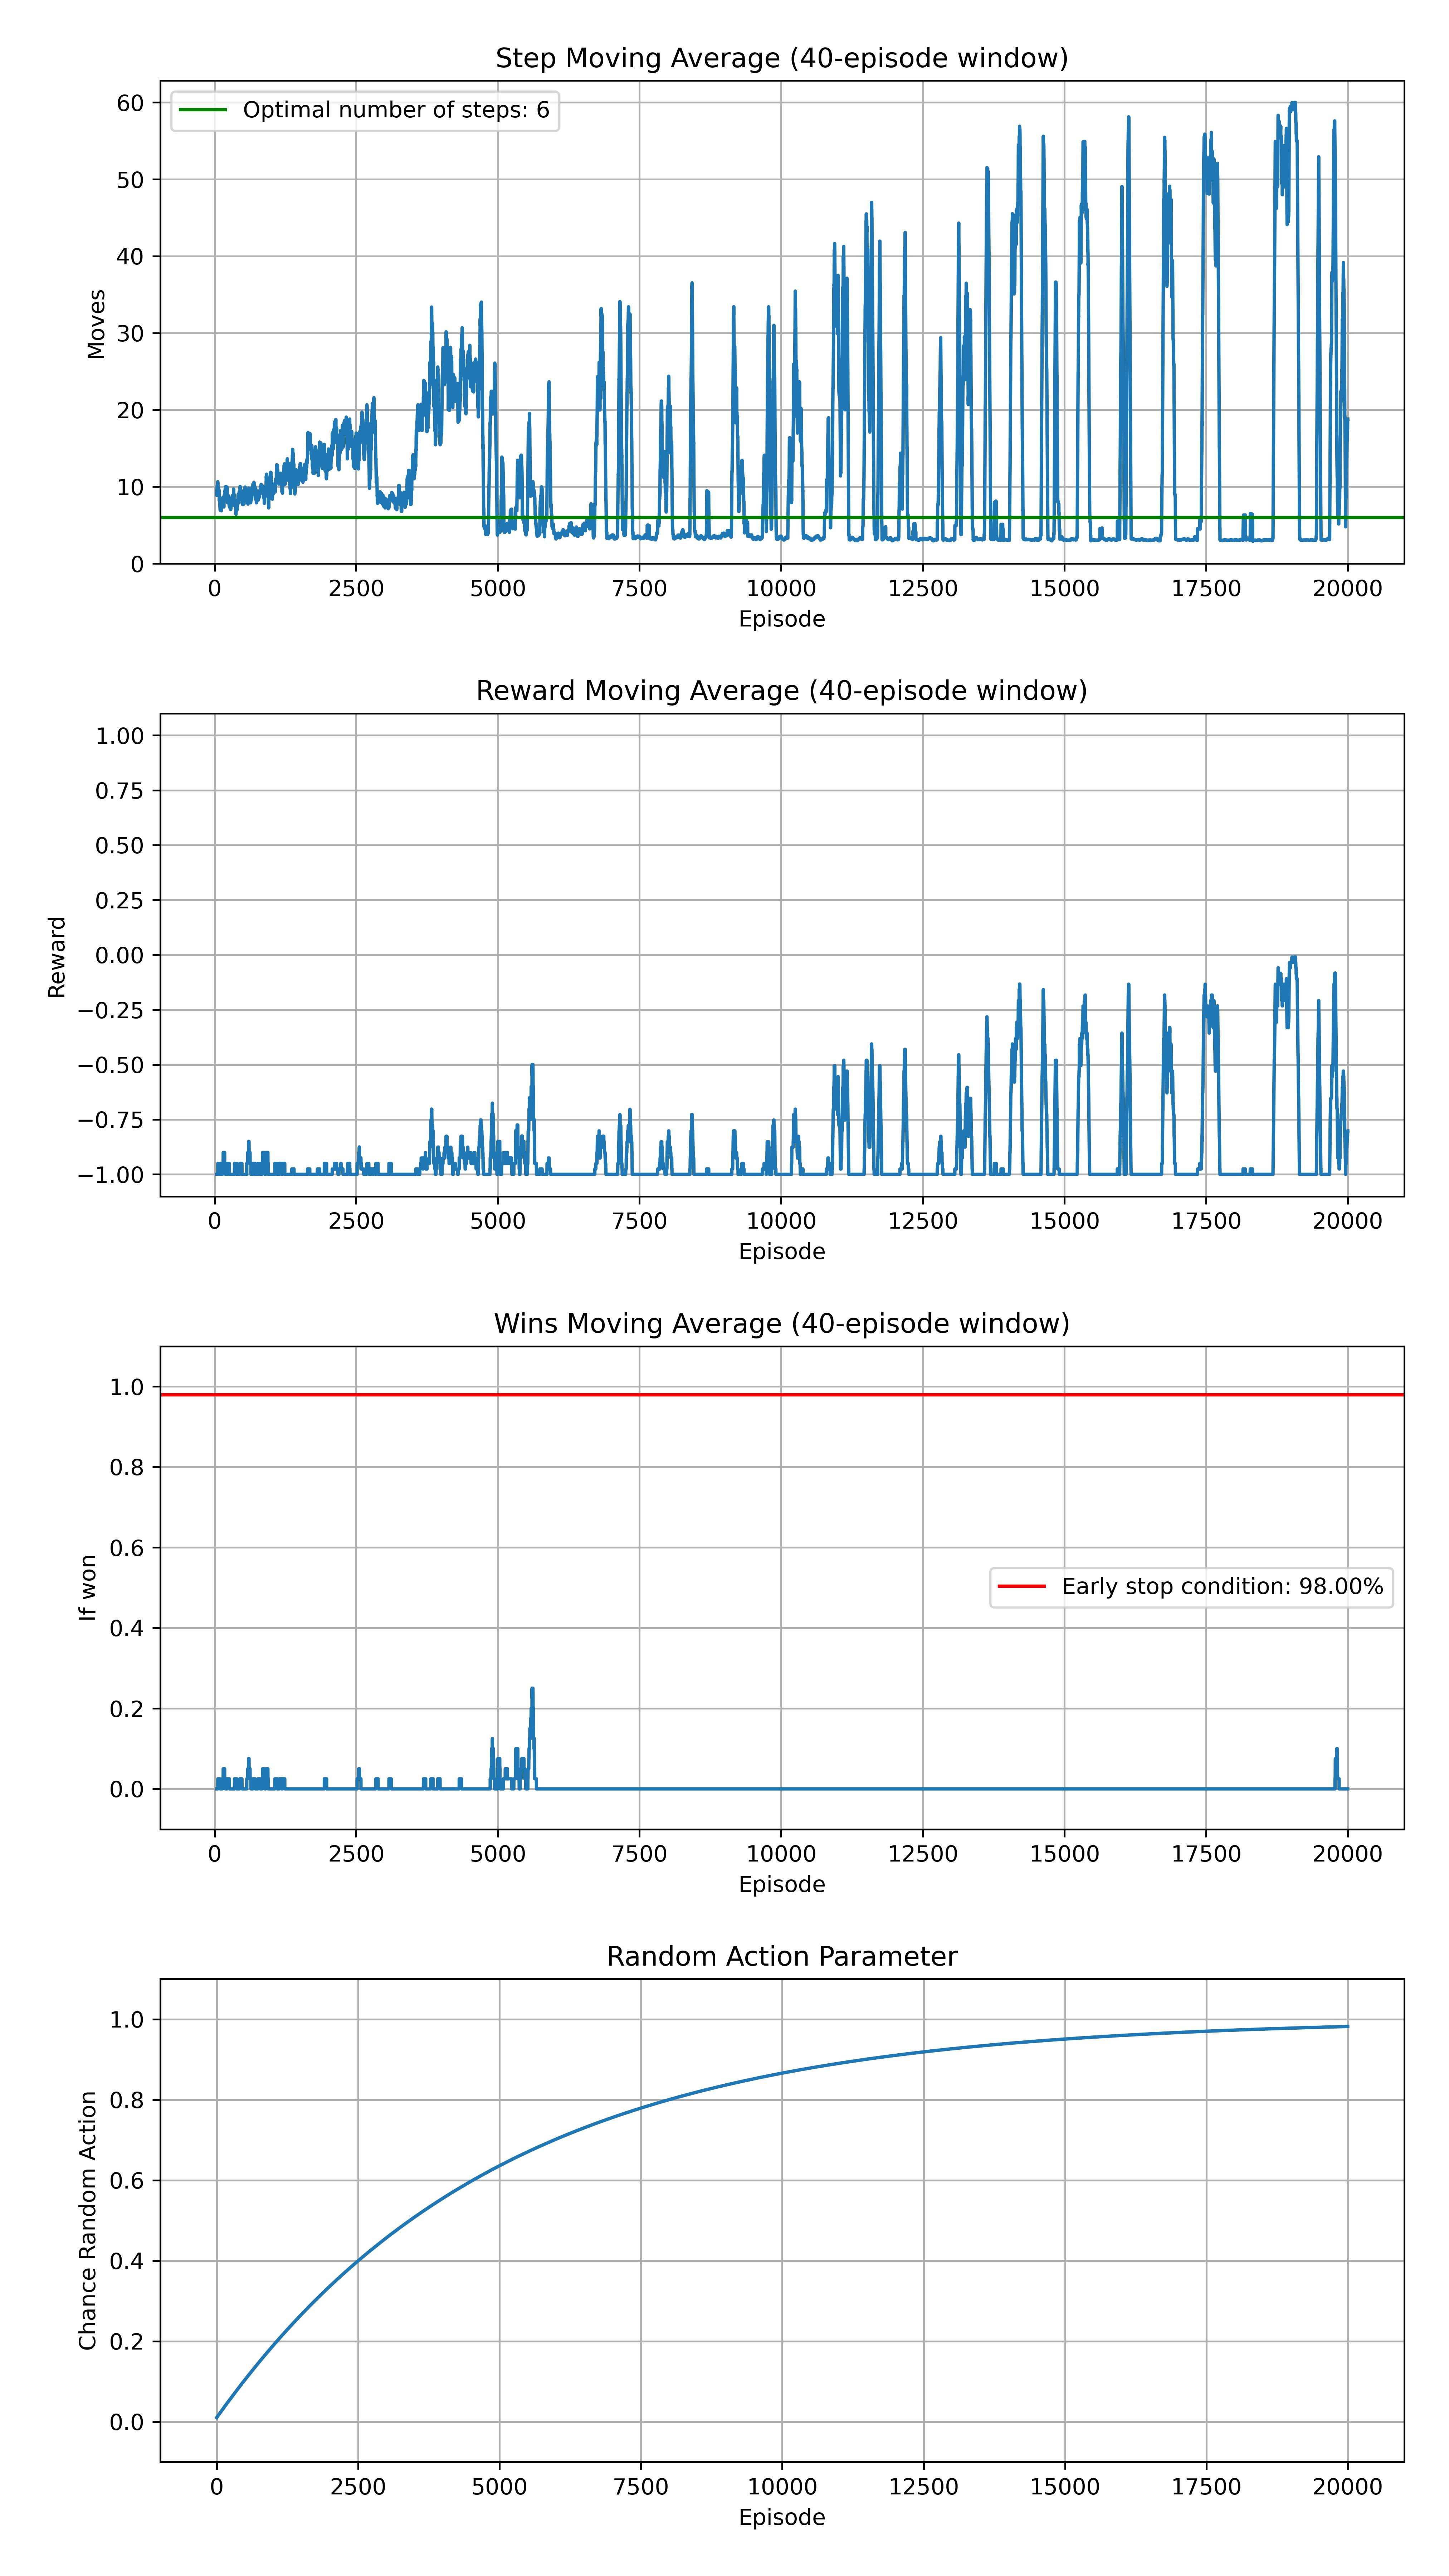 Step Moving Average (40-episode window)
60
50
40
30
20
10
0
Moves
Optimal number of steps: 6
0 2500 5000 7500 10000 12500 15000 17500 20000
Episode
Reward Moving Average (40-episode window)
1.00
0.75
0.50
0.25
0.00
−0.25
−0.50
−0.75
−1.00
Reward
0 2500 5000 7500 10000 12500 15000 17500 20000
Episode
Wins Moving Average (40-episode window)
1.0
0.8
0.6
0.4
0.2
0.0
If won
Early stop condition: 98.00%
0 2500 5000 7500 10000 12500 15000 17500 20000
Episode
Random Action Parameter
1.0
0.8
0.6
0.4
0.2
0.0
Chance Random Action
0 2500 5000 7500 10000 12500 15000 17500 20000
Episode